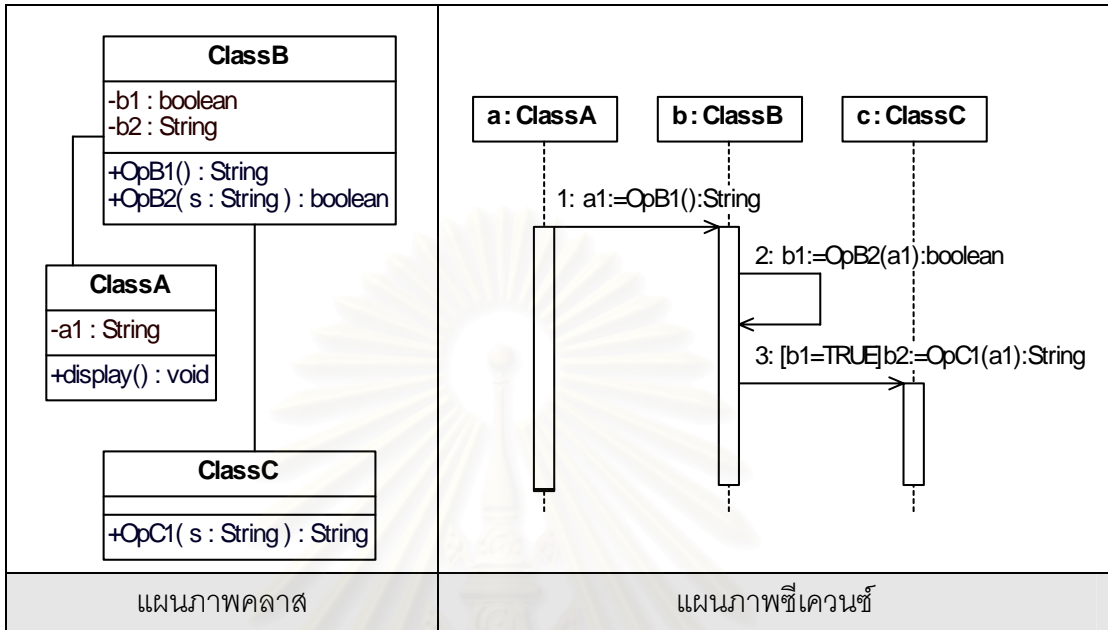 ClassB
-b1 : boolean
-b2 : String
+OpB1() : String
+OpB2( s : String ) : boolean
ClassA
-a1 : String
+display() : void
ClassC
+OpC1( s : String ) : String
แผนภาพคลาส
a : ClassA
b : ClassB
c : ClassC
1: a1:=OpB1():String
2: b1:=OpB2(a1):boolean
3: [b1=TRUE]b2:=OpC1(a1):String
แผนภาพซีเควนซ์